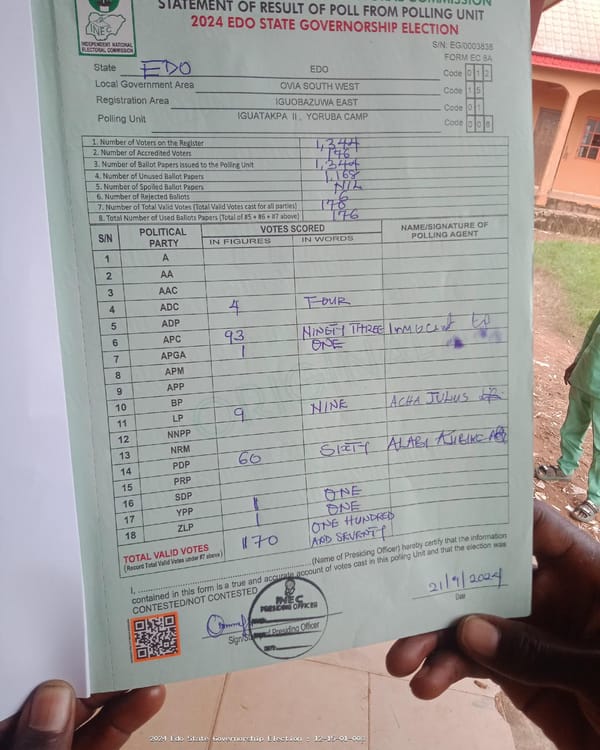 INDEPENDENT NATIONAL ELECTORAL COMMISSION
STATEMENT OF RESULT OF POLL FROM POLLING UNIT
2024 EDO STATE GOVERNORSHIP ELECTION
S/N: EG/0003838
FORM EC 8A
State EDO EDO Code 0 1 2
Local Government Area OVIA SOUTH WEST Code 1 5
Registration Area IGUOBAZUWA EAST Code 0 1
Polling Unit IGUATAKPA II , YORUBA CAMP Code 0 0 8
1. Number of Voters on the Register 1,344
2. Number of Accredited Voters 176
3. Number of Ballot Papers Issued to the Polling Unit 1,344
4. Number of Unused Ballot Papers 1,168
5. Number of Spoiled Ballot Papers NIL
6. Number of Rejected Ballots
7. Number of Total Valid Votes (Total Valid Votes cast for all parties)
8. Total Number of Used Ballots Papers (Total of #5 + #6 + #7 above) 176
S/N POLITICAL PARTY VOTES SCORED NAME/SIGNATURE OF POLLING AGENT
IN FIGURES IN WORDS
1 A
2 AA
3 AAC
4 ADC 4 FOUR
5 ADP
6 APC 93 NINETY THREE
7 APGA 1 ONE
8 APM
9 APP
10 BP
11 LP 9 NINE ACHA JULIUS
12 NNPP
13 NRM
14 PDP 60 SIXTY ALABI
15 PRP
16 SDP
17 YPP 1 ONE
18 ZLP 1 ONE
TOTAL VALID VOTES 170 ONE HUNDRED AND SEVENTY
(Record Total Valid Votes under #7 above)
I, (Name of Presiding Officer) hereby certify that the information
contained in this form is a true and accurate account of votes cast in this polling Unit and that the election was
CONTESTED/NOT CONTESTED
INEC
PRESIDING OFFICER
Presiding Officer
21/9/2024
Date
2024 Edo State Governorship Election : 12-15-01-008